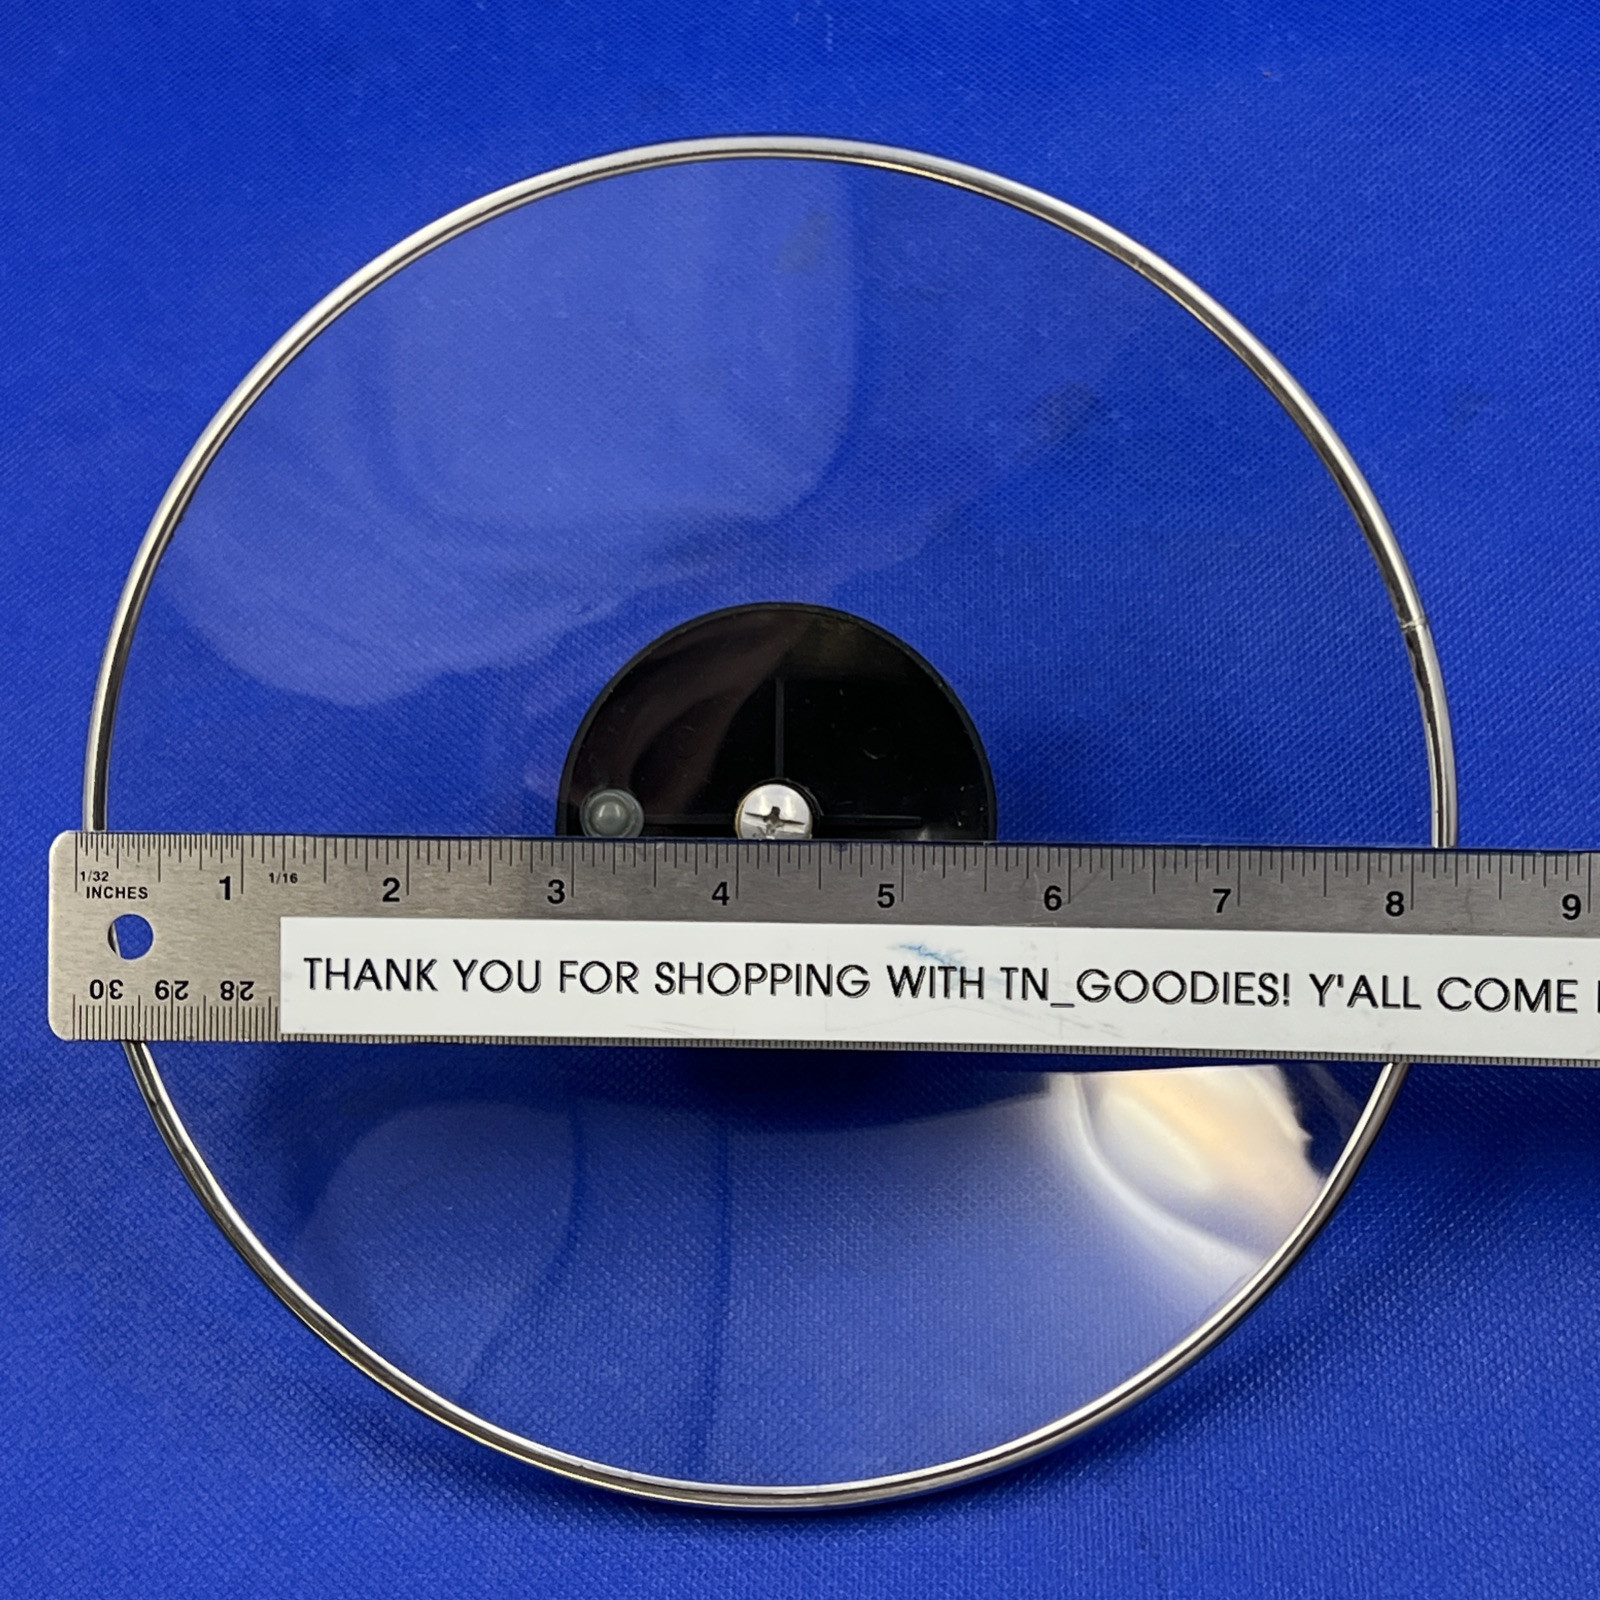 1/32 1 1/16 2 3 4 5 6 7 8 9
INCHES
THANK YOU FOR SHOPPING WITH TN_GOODIES! Y'ALL COME
30 29 28